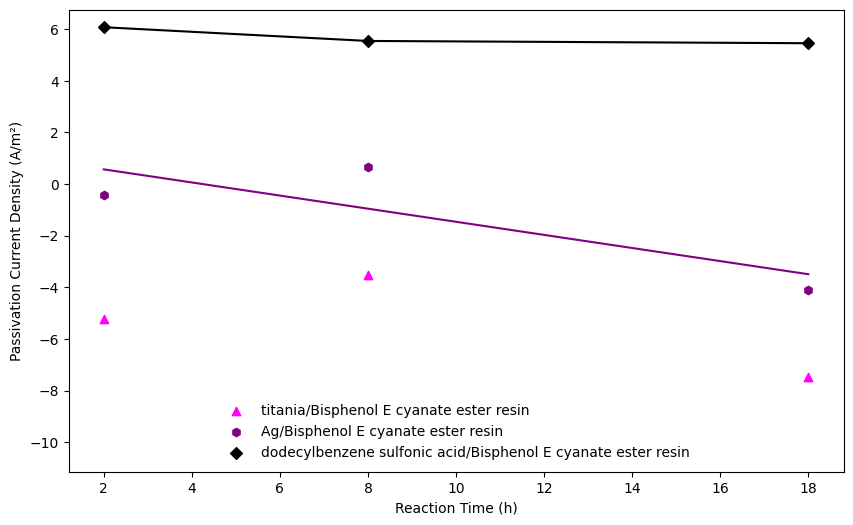 6
4
2
0
−2
−4
−6
−8
−10
Passivation Current Density (A/m²)
titania/Bisphenol E cyanate ester resin
Ag/Bisphenol E cyanate ester resin
dodecylbenzene sulfonic acid/Bisphenol E cyanate ester resin
2 4 6 8 10 12 14 16 18
Reaction Time (h)